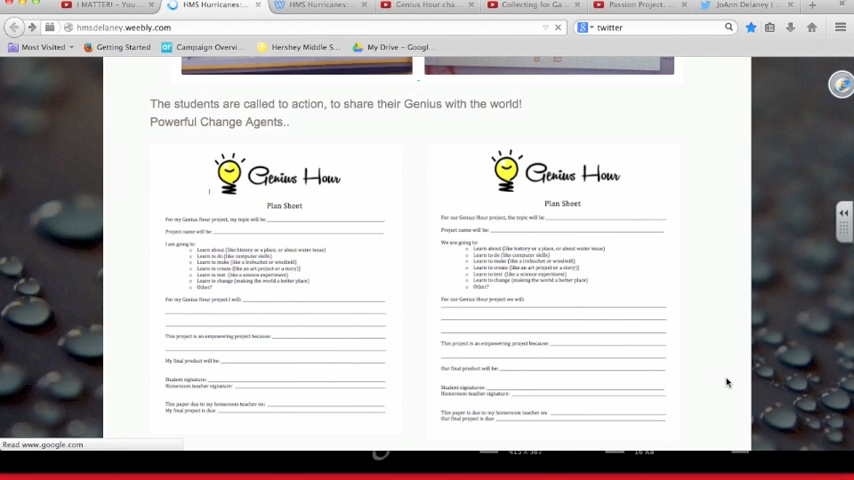 I MATTER! – You...
HMS Hurricanes: ...
HMS Hurricanes: ...
Genius Hour cha...
Collecting for Ga...
Passion Project...
JoAnn Delaney (...
hmsdelaney.weebly.com
twitter
Most Visited
Getting Started
Campaign Overvi...
Hershey Middle S...
My Drive – Googl...
The students are called to action, to share their Genius with the world!
Powerful Change Agents..
Genius Hour
Plan Sheet
For my Genius Hour project, my topic will be
Project name will be:
I am going to:
Learn about (like history or a place, or about water issue)
Learn to do (like computer skills)
Learn to make (like a trebuchet or windmill)
Learn to create (like an art project or a story)
Learn to test (like a science experiment)
Learn to change (making the world a better place)
Other?
For my Genius Hour project I will:
This project is an empowering project because:
My final product will be:
Student signature:
Homeroom teacher signature:
This paper is due to my homeroom teacher on:
My final project is due:
Genius Hour
Plan Sheet
For our Genius Hour project, the topic will be
Project name will be:
We are going to:
Learn about (like history or a place, or about water issue)
Learn to do (like computer skills)
Learn to make (like a trebuchet or windmill)
Learn to create (like an art project or a story)
Learn to test (like a science experiment)
Learn to change (making the world a better place)
Other?
For our Genius Hour project we will:
This project is an empowering project because:
Our final product will be:
Student signatures:
Homeroom teacher signature:
This paper is due to my homeroom teacher on:
Our final project is due:
Read www.google.com